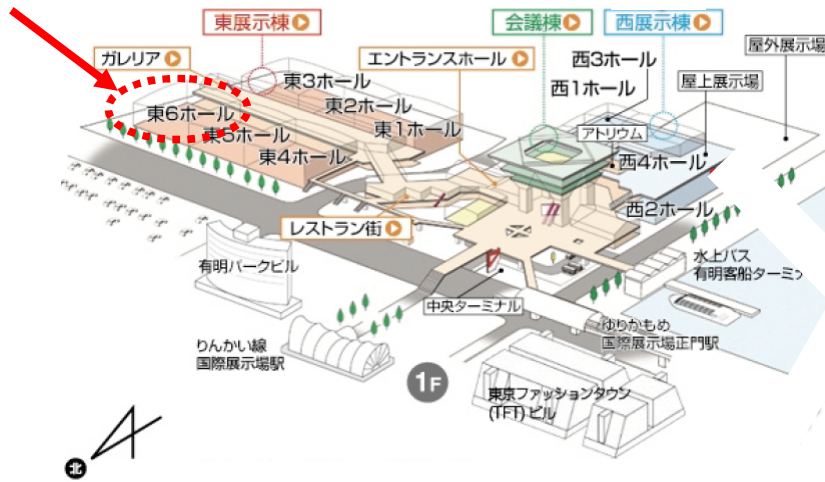 東展示棟
会議棟
西展示棟
ガレリア
エントランスホール
西3ホール
屋外展示場
東3ホール
西1ホール
屋上展示場
東2ホール
東6ホール
東1ホール
アトリウム
東5ホール
東4ホール
西4ホール
西2ホール
レストラン街
有明パークビル
水上バス
有明客船ターミ
中央ターミナル
ゆりかもめ
国際展示場正門駅
りんかい線
国際展示場駅
1F
東京ファッションタウン
(TFT)ビル
北